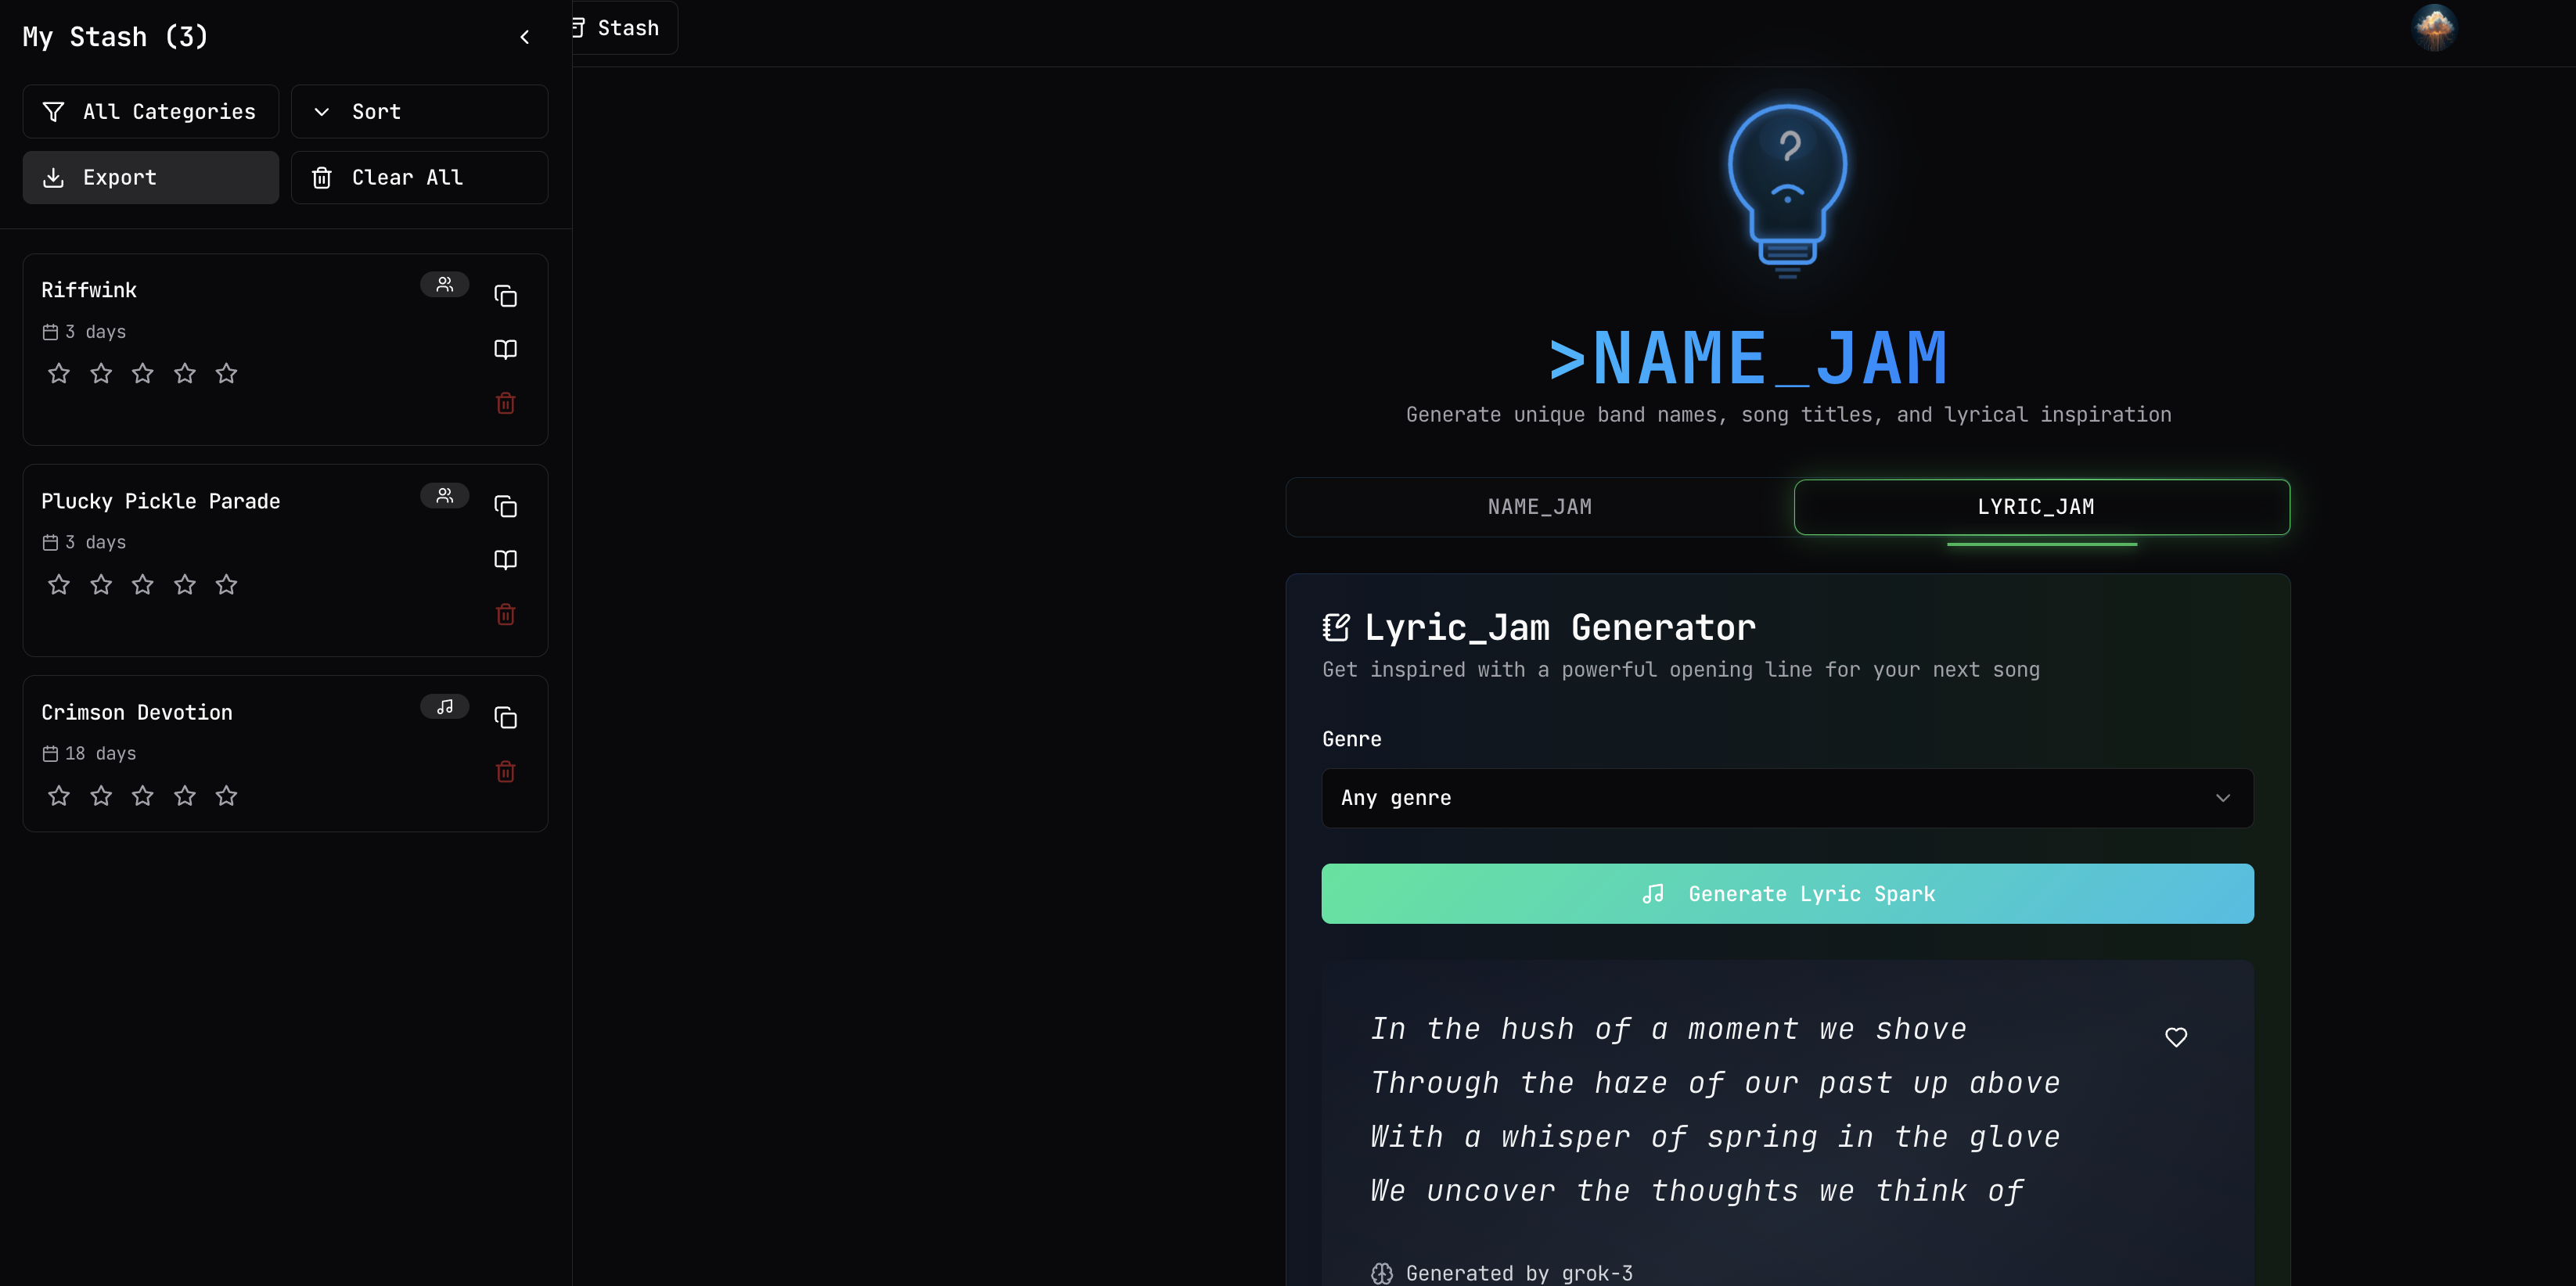 My Stash (3)
Stash
All Categories
Sort
Export
Clear All
Riffwink
3 days
Plucky Pickle Parade
3 days
Crimson Devotion
18 days
?
>NAME_JAM
Generate unique band names, song titles, and lyrical inspiration
NAME_JAM
LYRIC_JAM
Lyric_Jam Generator
Get inspired with a powerful opening line for your next song
Genre
Any genre
Generate Lyric Spark
In the hush of a moment we shove
Through the haze of our past up above
With a whisper of spring in the glove
We uncover the thoughts we think of
Generated by grok-3